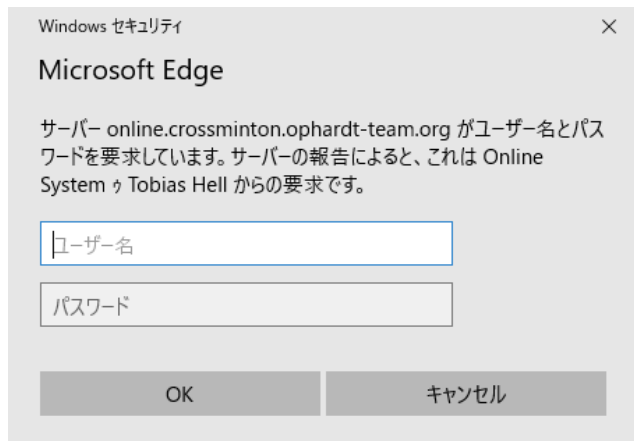 Windows セキュリティ
Microsoft Edge
サーバー online.crossminton.ophardt-team.org がユーザー名とパス
ワードを要求しています。サーバーの報告によると、これは Online
System ｩ Tobias Hell からの要求です。
ユーザー名
パスワード
OK
キャンセル